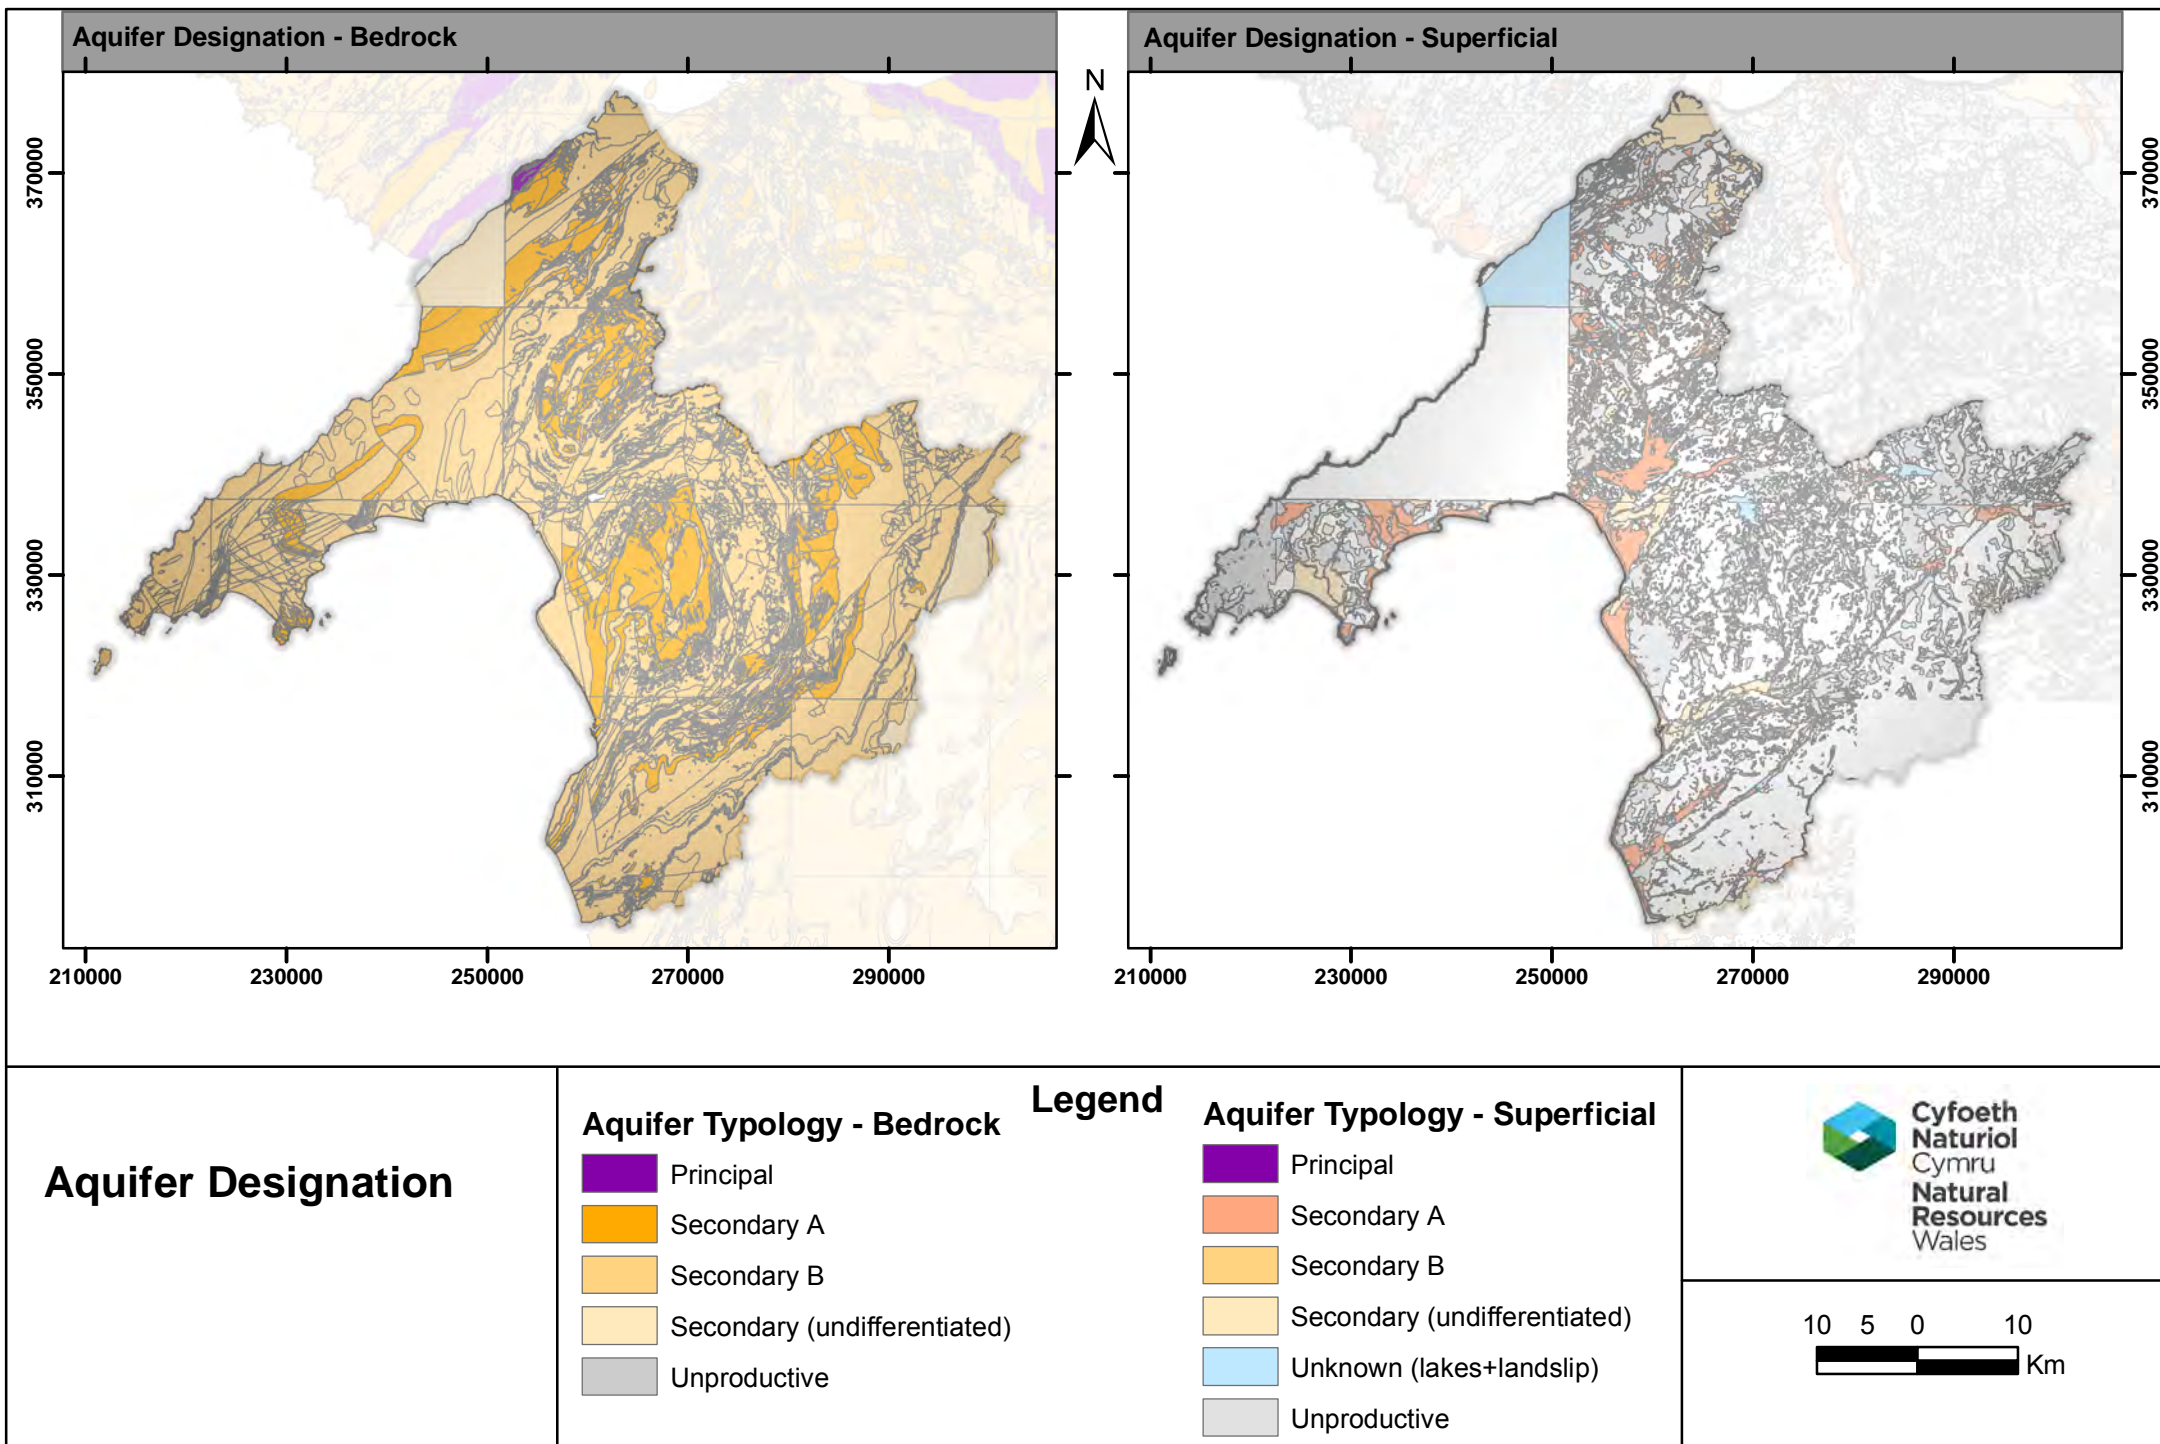 Aquifer Designation - Bedrock
Aquifer Designation - Superficial
N
370000
350000
330000
310000
370000
350000
330000
310000
210000
230000
250000
270000
290000
210000
230000
250000
270000
290000
Aquifer Designation
Legend
Aquifer Typology - Bedrock
Principal
Secondary A
Secondary B
Secondary (undifferentiated)
Unproductive
Aquifer Typology - Superficial
Principal
Secondary A
Secondary B
Secondary (undifferentiated)
Unknown (lakes+landslip)
Unproductive
Cyfoeth
Naturiol
Cymru
Natural
Resources
Wales
10 5 0 10
Km